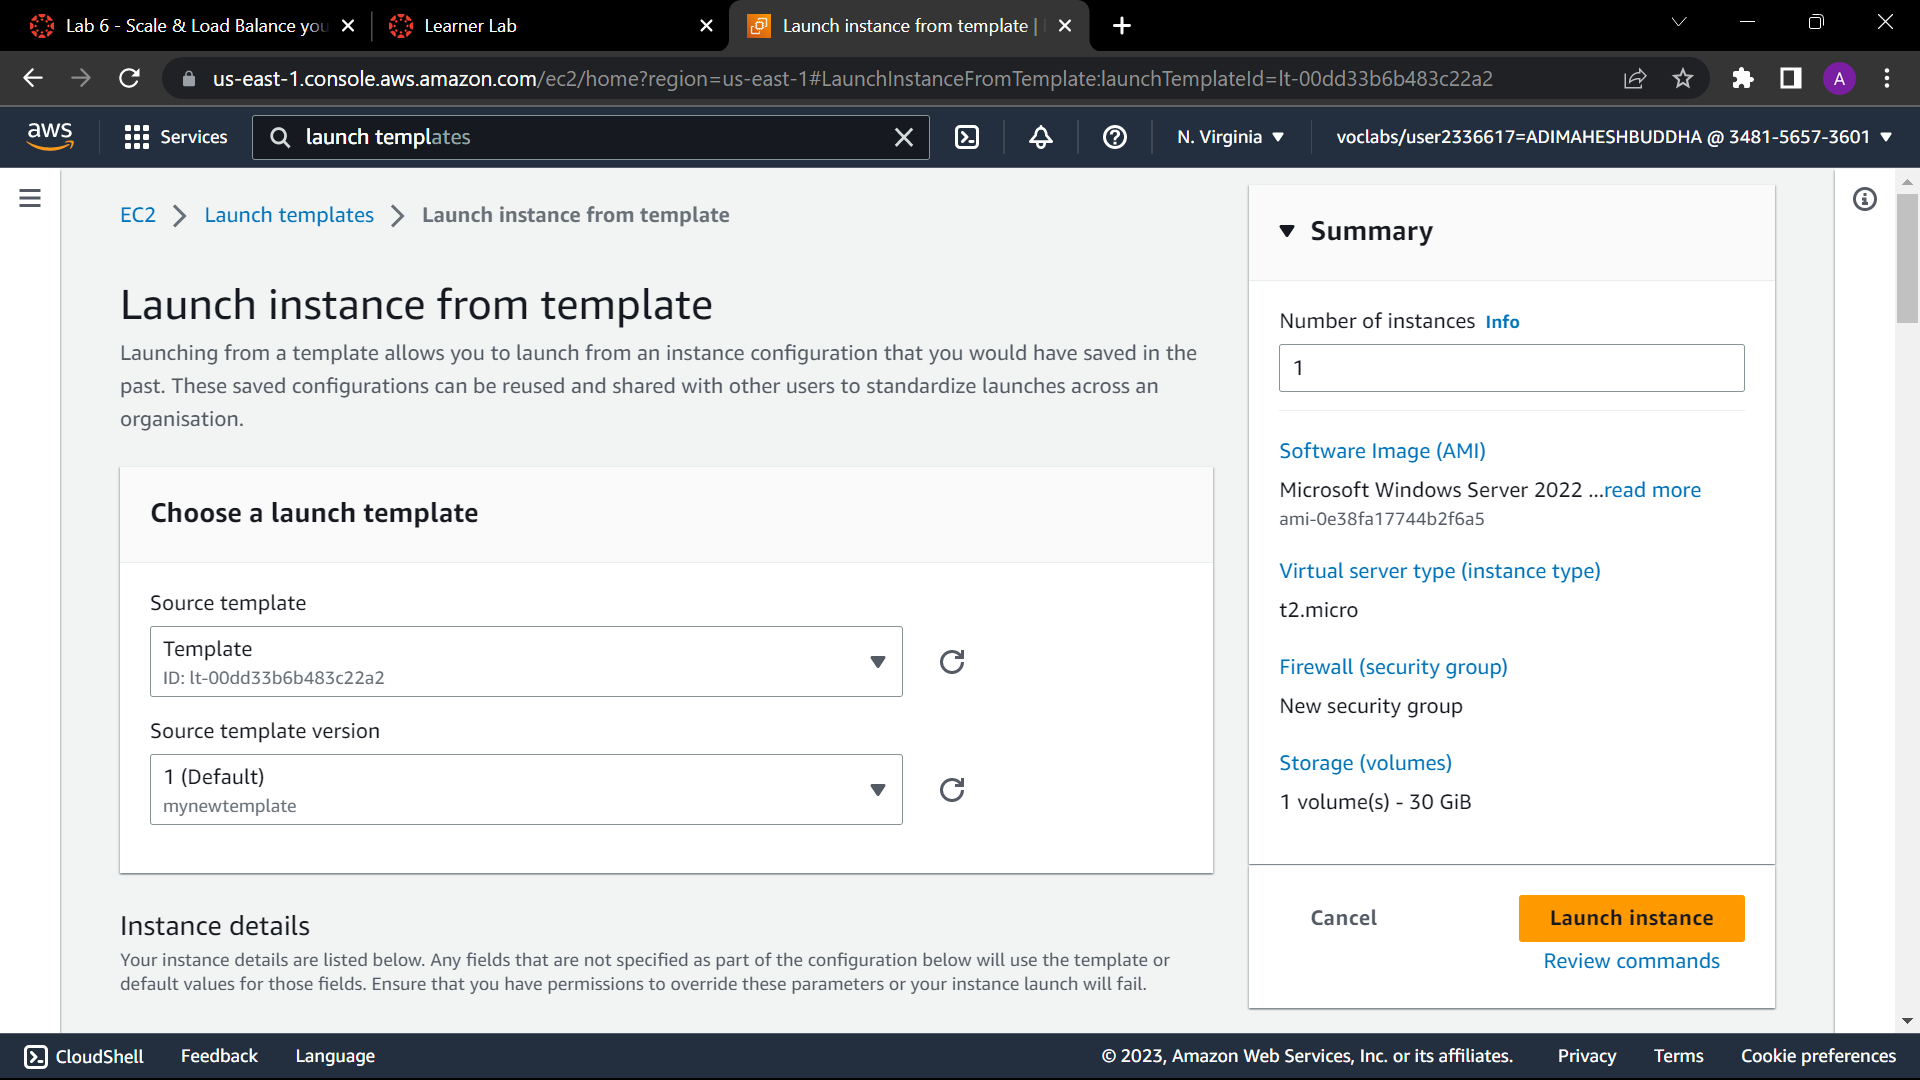 Lab 6 - Scale & Load Balance you
Learner Lab
Launch instance from template |
us-east-1.console.aws.amazon.com/ec2/home?region=us-east-1#LaunchInstanceFromTemplate:launchTemplateId=lt-00dd33b6b483c22a2
A
aws
Services
launch templates
N. Virginia
voclabs/user2336617=ADIMAHESHBUDDHA @ 3481-5657-3601
EC2
Launch templates
Launch instance from template
Launch instance from template
Launching from a template allows you to launch from an instance configuration that you would have saved in the
past. These saved configurations can be reused and shared with other users to standardize launches across an
organisation.
Choose a launch template
Source template
Template
ID: lt-00dd33b6b483c22a2
Source template version
1 (Default)
mynewtemplate
Instance details
Your instance details are listed below. Any fields that are not specified as part of the configuration below will use the template or
default values for those fields. Ensure that you have permissions to override these parameters or your instance launch will fail.
Summary
Number of instances Info
1
Software Image (AMI)
Microsoft Windows Server 2022 ...read more
ami-0e38fa17744b2f6a5
Virtual server type (instance type)
t2.micro
Firewall (security group)
New security group
Storage (volumes)
1 volume(s) - 30 GiB
Cancel
Launch instance
Review commands
CloudShell
Feedback
Language
© 2023, Amazon Web Services, Inc. or its affiliates.
Privacy
Terms
Cookie preferences